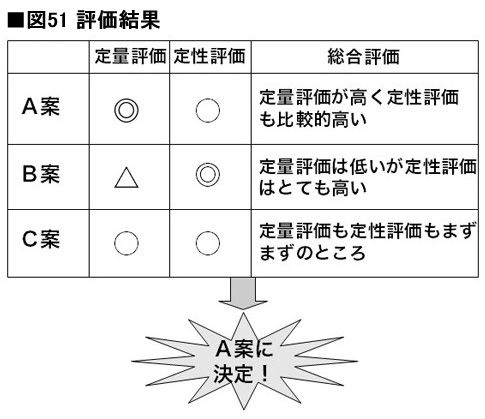 ■図51 評価結果
定量評価 定性評価 総合評価
A案 ◎ ○ 定量評価が高く定性評価
も比較的高い
B案 △ ◎ 定量評価は低いが定性評価
はとても高い
C案 ○ ○ 定量評価も定性評価もまず
まずのところ
A案に
決定！